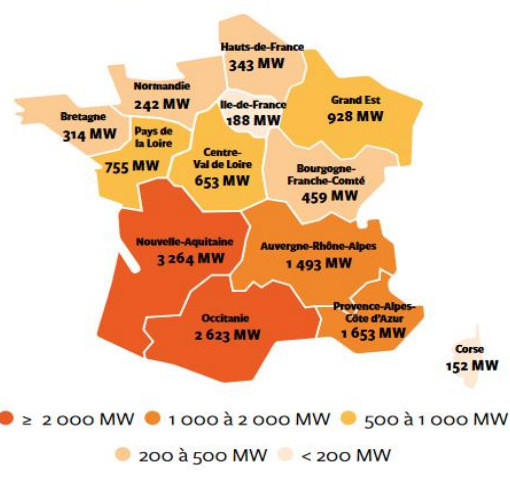 Hauts-de-France
343 MW
Normandie
242 MW
Ile-de-France
188 MW
Grand Est
928 MW
Bretagne
314 MW
Pays de
la Loire
755 MW
Centre-
Val de Loire
653 MW
Bourgogne-
Franche-Comté
459 MW
Nouvelle-Aquitaine
3 264 MW
Auvergne-Rhône-Alpes
1 493 MW
Occitanie
2 623 MW
Provence-Alpes-
Côte d'Azur
1 653 MW
Corse
152 MW
≥ 2 000 MW
1 000 à 2 000 MW
500 à 1 000 MW
200 à 500 MW
< 200 MW